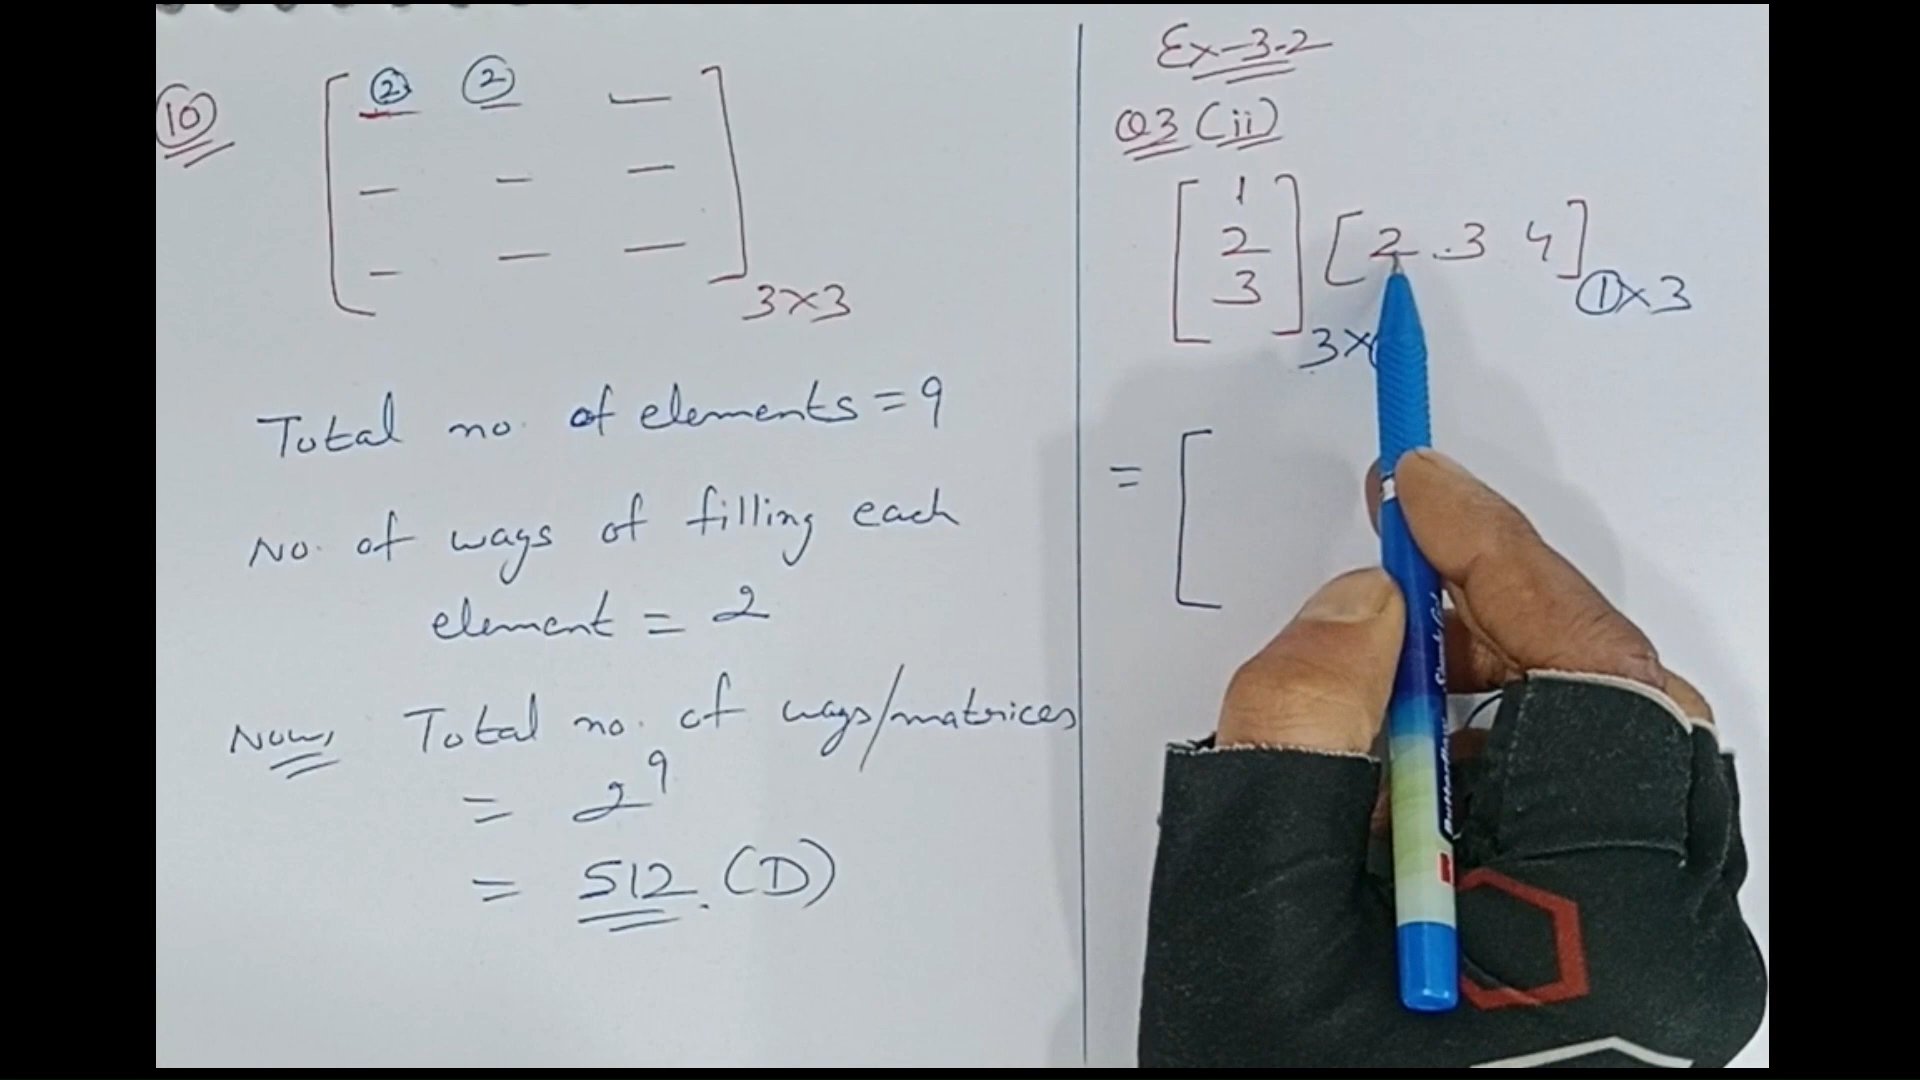 10
2 2 — 
— — —
— — —
3×3
Total no. of elements = 9
No. of ways of filling each
element = 2
Now, Total no. of ways/matrices
= 2⁹
= 512. (D)
Ex-3.2
Q3 (ii)
1
2
3
3×
[2 3 4]
1×3
= [